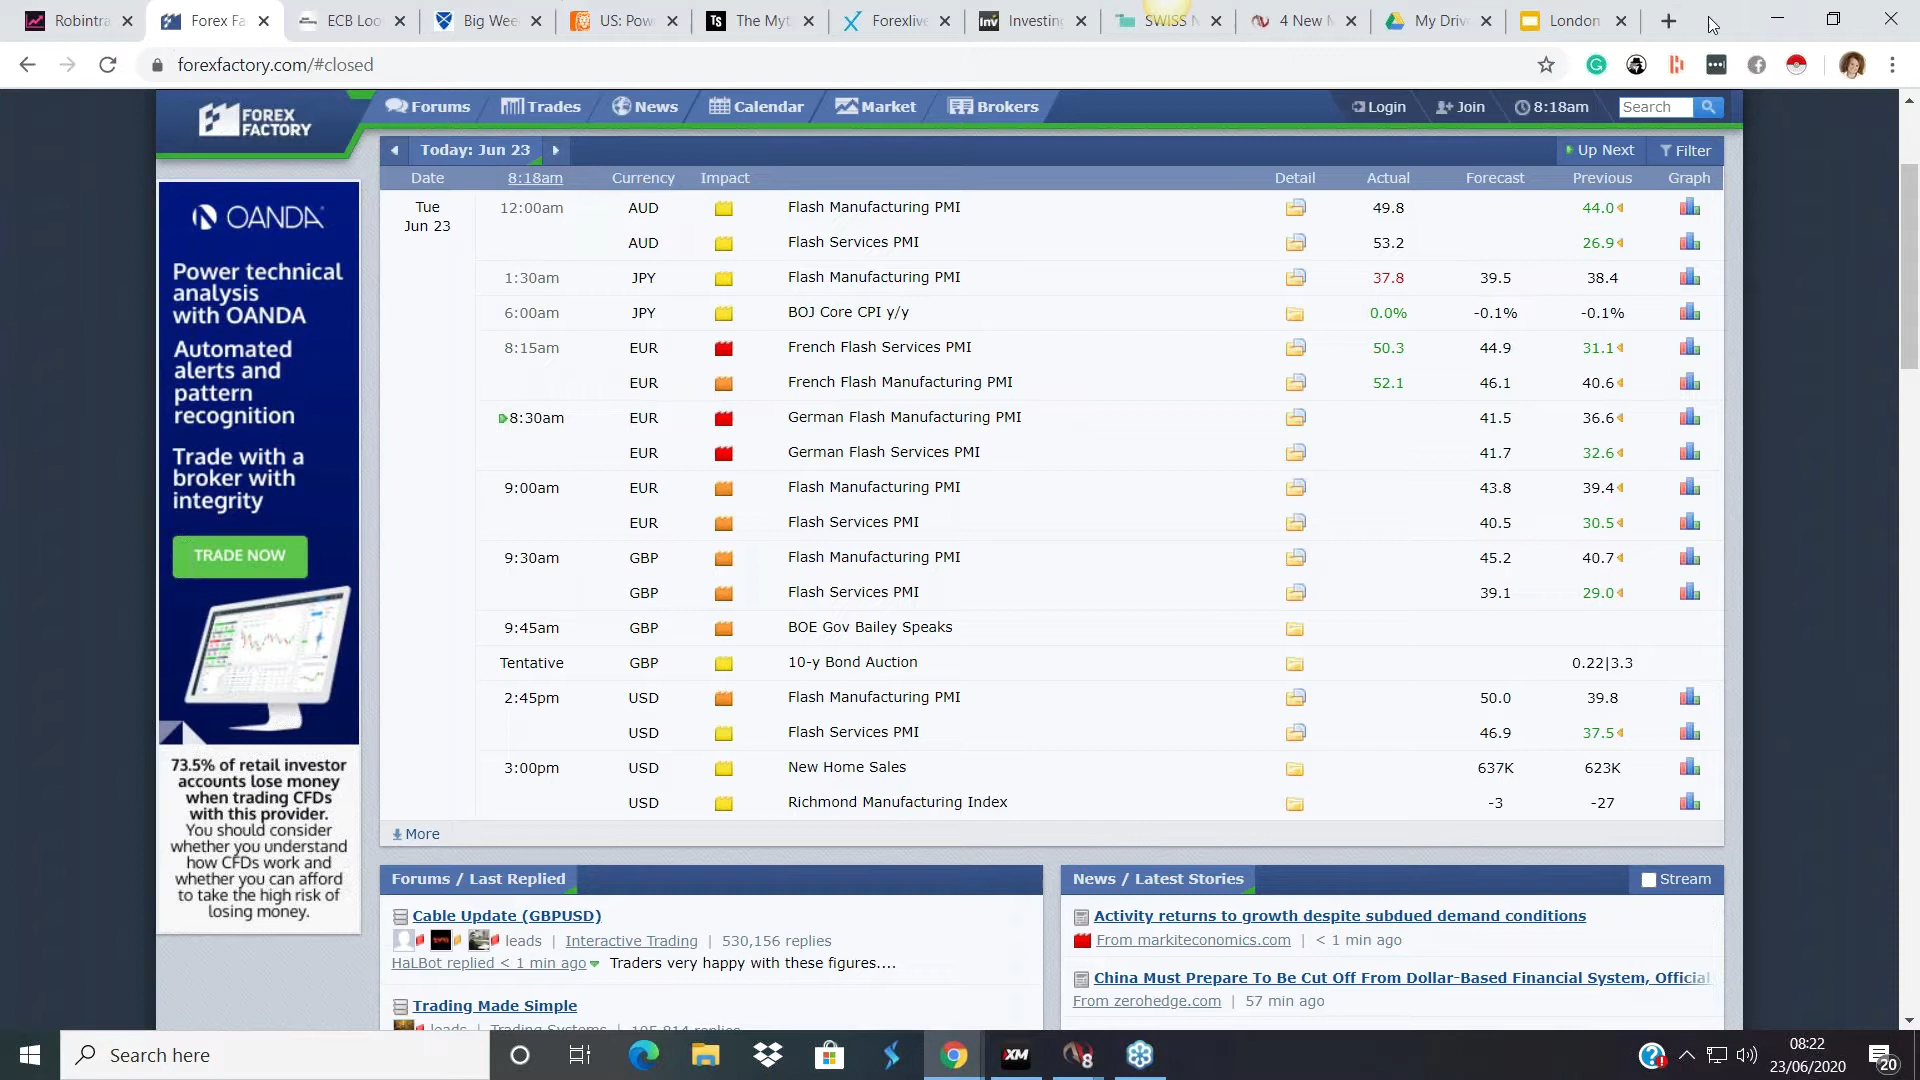 Robintra
Forex Fa
ECB Loo
Big Wee
US: Pow
The Myt
Forexlive
Investing
SWISS N
4 New M
My Driv
London
forexfactory.com/#closed
FOREX FACTORY
Forums
Trades
News
Calendar
Market
Brokers
Login
Join
8:18am
Search
Today: Jun 23
Up Next
Filter
Date 8:18am Currency Impact Detail Actual Forecast Previous Graph
Tue Jun 23
12:00am AUD Flash Manufacturing PMI 49.8 44.0
AUD Flash Services PMI 53.2 26.9
1:30am JPY Flash Manufacturing PMI 37.8 39.5 38.4
6:00am JPY BOJ Core CPI y/y 0.0% -0.1% -0.1%
8:15am EUR French Flash Services PMI 50.3 44.9 31.1
EUR French Flash Manufacturing PMI 52.1 46.1 40.6
8:30am EUR German Flash Manufacturing PMI 41.5 36.6
EUR German Flash Services PMI 41.7 32.6
9:00am EUR Flash Manufacturing PMI 43.8 39.4
EUR Flash Services PMI 40.5 30.5
9:30am GBP Flash Manufacturing PMI 45.2 40.7
GBP Flash Services PMI 39.1 29.0
9:45am GBP BOE Gov Bailey Speaks
Tentative GBP 10-y Bond Auction 0.22|3.3
2:45pm USD Flash Manufacturing PMI 50.0 39.8
USD Flash Services PMI 46.9 37.5
3:00pm USD New Home Sales 637K 623K
USD Richmond Manufacturing Index -3 -27
More
OANDA
Power technical
analysis
with OANDA
Automated
alerts and
pattern
recognition
Trade with a
broker with
integrity
TRADE NOW
73.5% of retail investor
accounts lose money
when trading CFDs
with this provider.
You should consider
whether you understand
how CFDs work and
whether you can afford
to take the high risk of
losing money.
Forums / Last Replied
Cable Update (GBPUSD)
leads | Interactive Trading | 530,156 replies
HaLBot replied < 1 min ago Traders very happy with these figures....
Trading Made Simple
leads | Trading Systems | 105,814 replies
News / Latest Stories
Stream
Activity returns to growth despite subdued demand conditions
From markiteconomics.com | < 1 min ago
China Must Prepare To Be Cut Off From Dollar-Based Financial System, Official
From zerohedge.com | 57 min ago
Search here
XM
8
08:22
23/06/2020
20